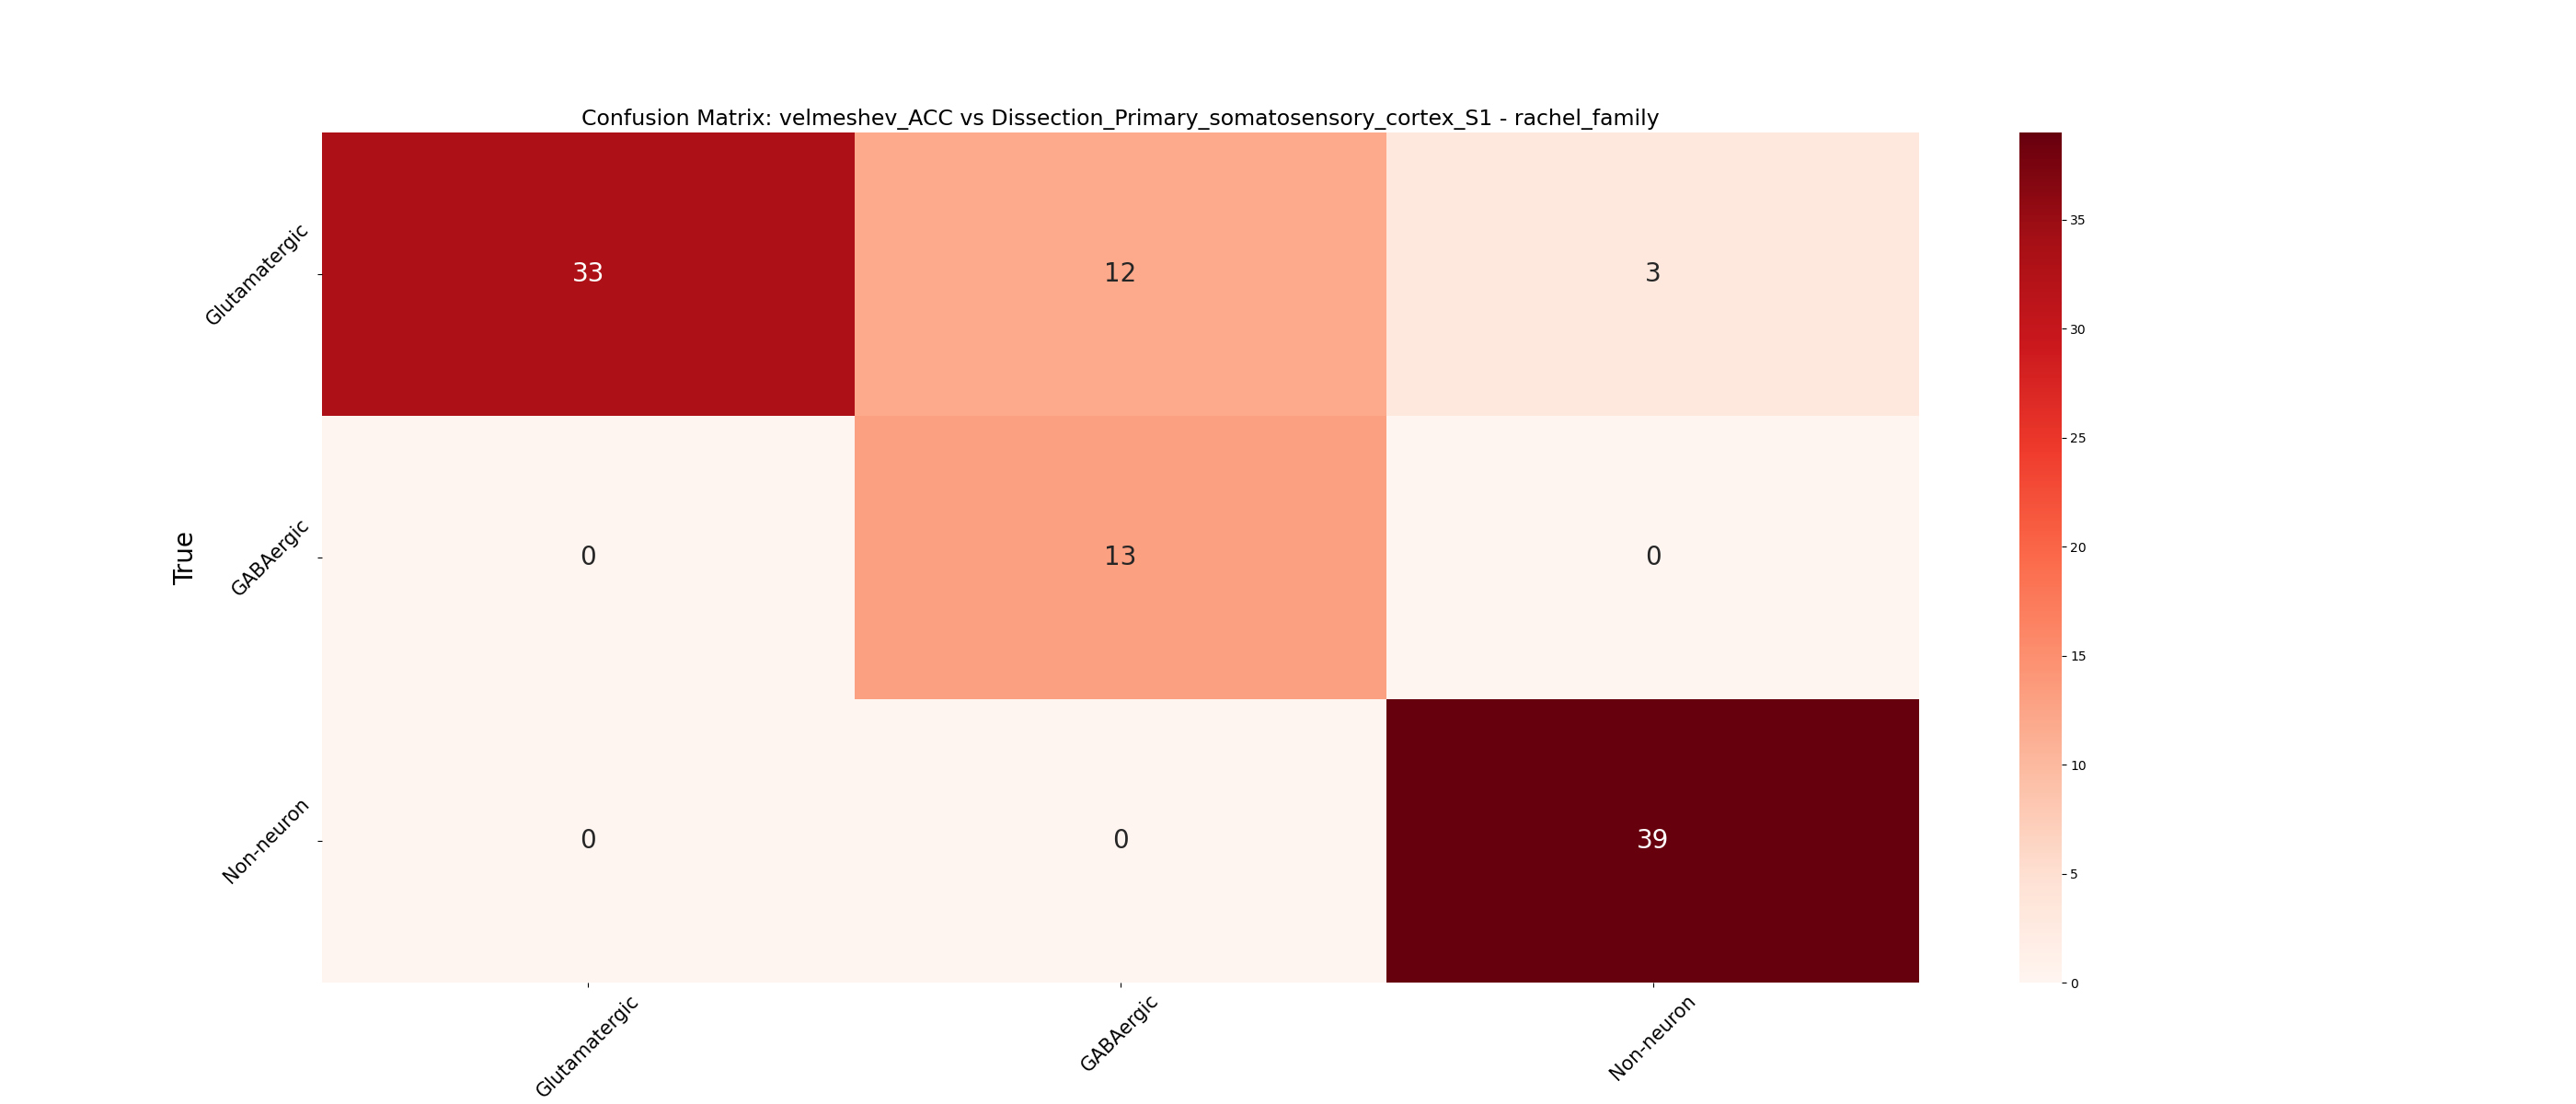 Confusion Matrix: velmeshev_ACC vs Dissection_Primary_somatosensory_cortex_S1 - rachel_family
True
Glutamatergic
33
12
3
GABAergic
0
13
0
Non-neuron
0
0
39
Glutamatergic
GABAergic
Non-neuron
35
30
25
20
15
10
5
0